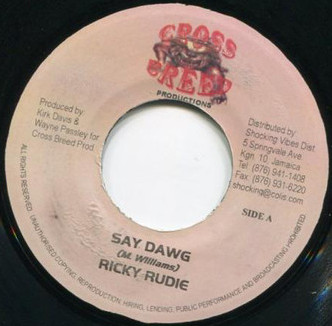 CROSS
BREED
PRODUCTIONS
Produced by
Kirk Davis &
Wayne Passley for
Cross Breed Prod.
Distributed by
Shocking Vibes Dist.
5 Springvale Ave.
Kgn. 10, Jamaica
Tel: (876) 941-1408
Fax: (876) 931-6220
shocking@colis.com
SIDE A
SAY DAWG
(M. Williams)
RICKY RUDIE
ALL RIGHTS RESERVED. UNAUTHORISED COPYING, REPRODUCTION, HIRING, LENDING, PUBLIC PERFORMANCE AND BROADCASTING PROHIBITED